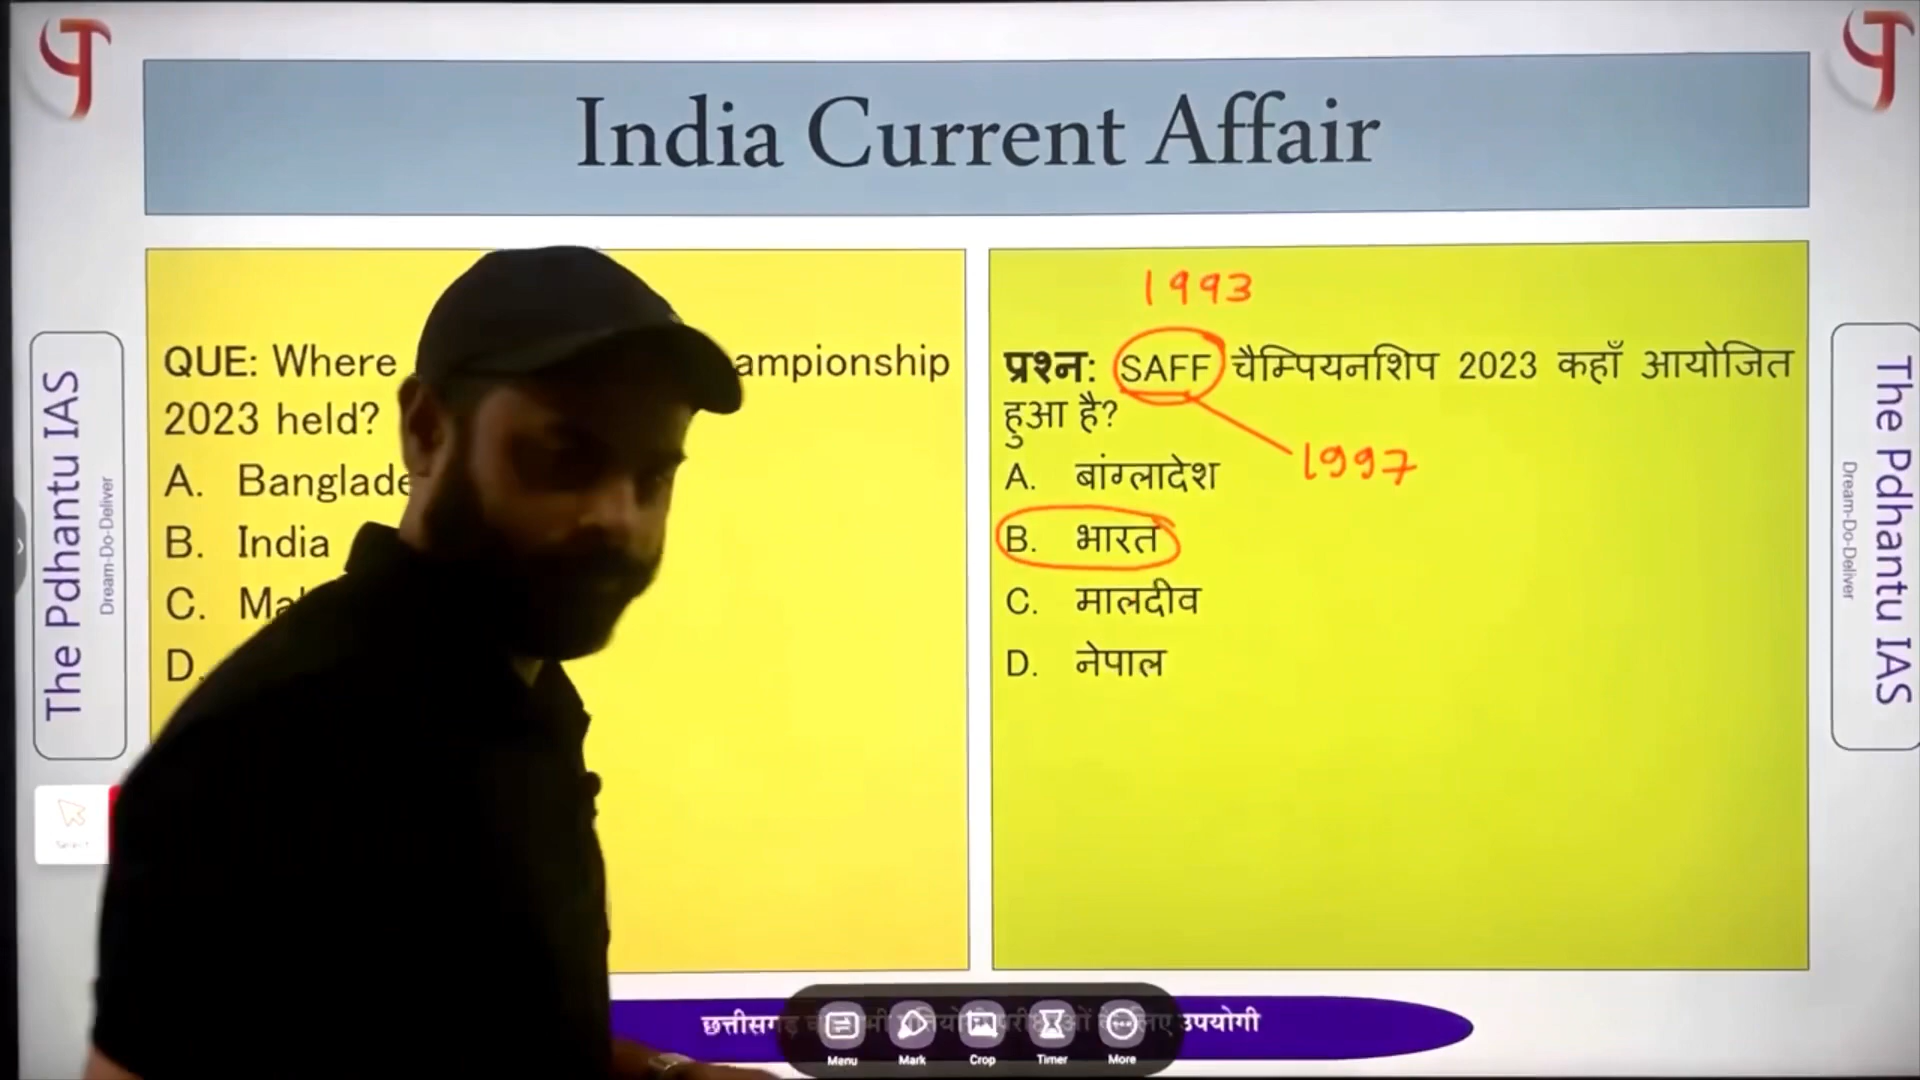 India Current Affair
The Pdhantu IAS
Dream-Do-Deliver
QUE: Where ampionship
2023 held?
A. Banglade
B. India
C. Ma
D.
1993
प्रश्न: SAFF चैम्पियनशिप 2023 कहाँ आयोजित
हुआ है?
1997
A. बांग्लादेश
B. भारत
C. मालदीव
D. नेपाल
The Pdhantu IAS
Dream-Do-Deliver
Select
छत्तीसगढ़ उपयोगी
Menu Mark Crop Timer More